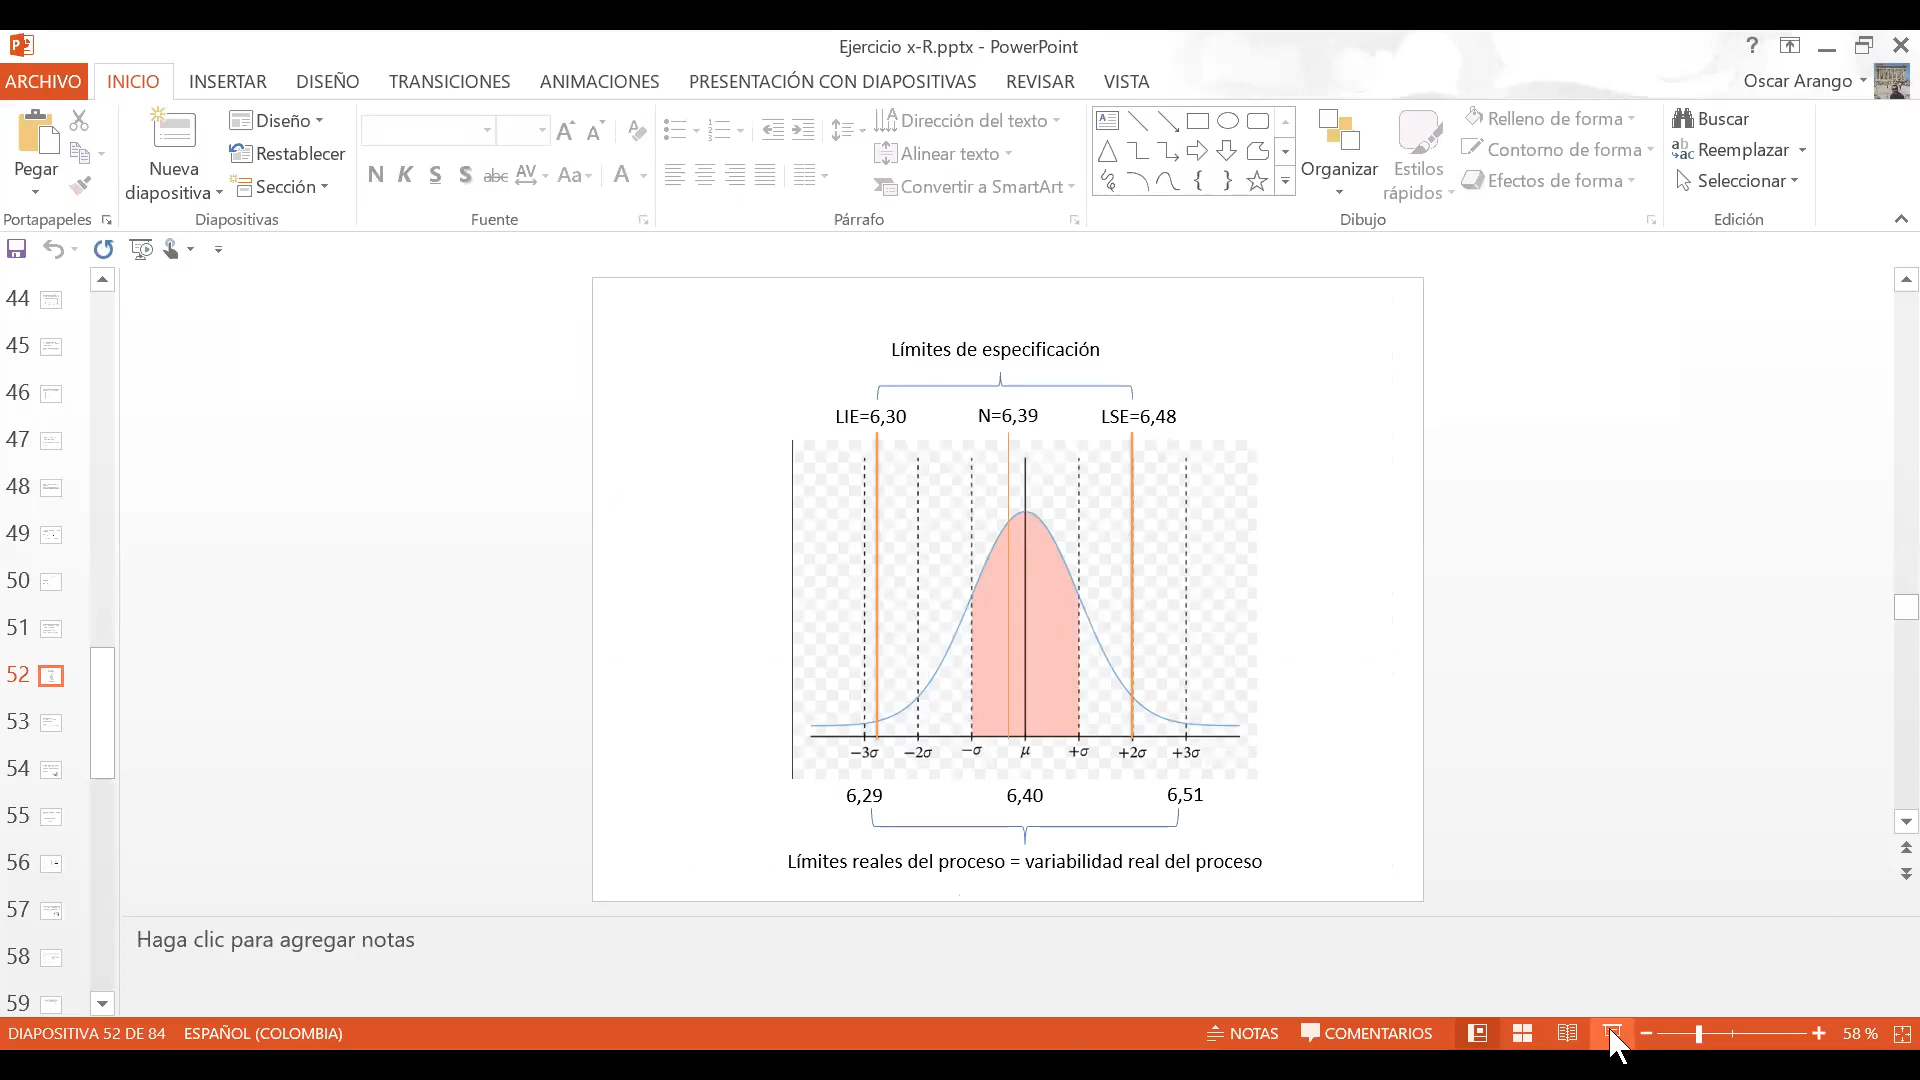 Ejercicio x-R.pptx - PowerPoint
?
ARCHIVO INICIO INSERTAR DISEÑO TRANSICIONES ANIMACIONES PRESENTACIÓN CON DIAPOSITIVAS REVISAR VISTA
Oscar Arango
Pegar
Nueva diapositiva
Diseño
Restablecer
Sección
N K S S abc AV Aa A
Dirección del texto
Alinear texto
Convertir a SmartArt
Organizar
Estilos rápidos
Relleno de forma
Contorno de forma
Efectos de forma
Buscar
Reemplazar
Seleccionar
Portapapeles Diapositivas Fuente Párrafo Dibujo Edición
44
45
46
47
48
49
50
51
52
53
54
55
56
57
58
59
Límites de especificación
LIE=6,30 N=6,39 LSE=6,48
−3σ −2σ −σ μ +σ +2σ +3σ
6,29 6,40 6,51
Límites reales del proceso = variabilidad real del proceso
Haga clic para agregar notas
DIAPOSITIVA 52 DE 84 ESPAÑOL (COLOMBIA) NOTAS COMENTARIOS 58 %